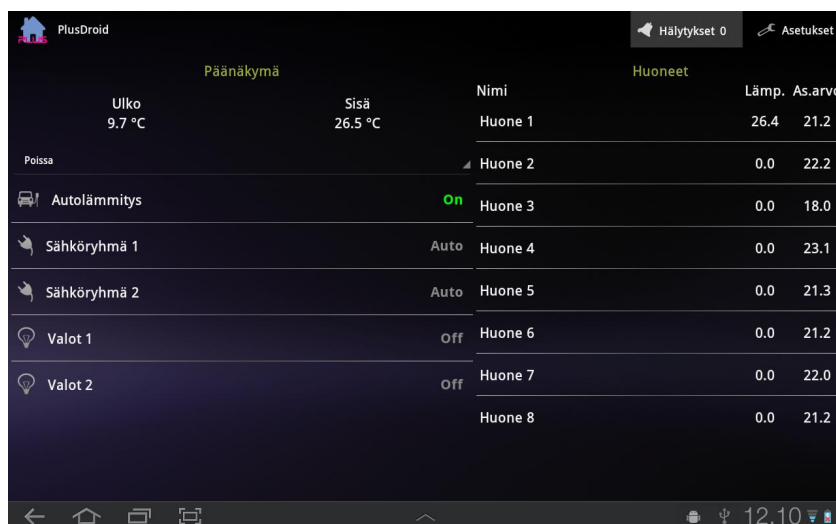 PLUS PlusDroid Hälytykset 0 Asetukset
Päänäkymä
Ulko Sisä
9.7 °C 26.5 °C
Poissa
Autolämmitys On
Sähköryhmä 1 Auto
Sähköryhmä 2 Auto
Valot 1 Off
Valot 2 Off
Huoneet
Nimi Lämp. As.arvo
Huone 1 26.4 21.2
Huone 2 0.0 22.2
Huone 3 0.0 18.0
Huone 4 0.0 23.1
Huone 5 0.0 21.3
Huone 6 0.0 21.2
Huone 7 0.0 22.0
Huone 8 0.0 21.2
12.10